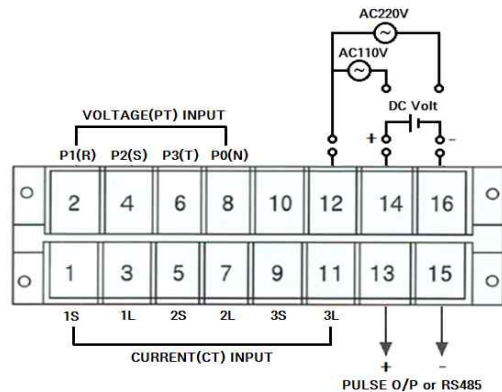 AC220V
AC110V
VOLTAGE(PT) INPUT
DC Volt
P1(R) P2(S) P3(T) P0(N) + -
2 4 6 8 10 12 14 16
1 3 5 7 9 11 13 15
1S 1L 2S 2L 3S 3L
CURRENT(CT) INPUT
+ -
PULSE O/P or RS485